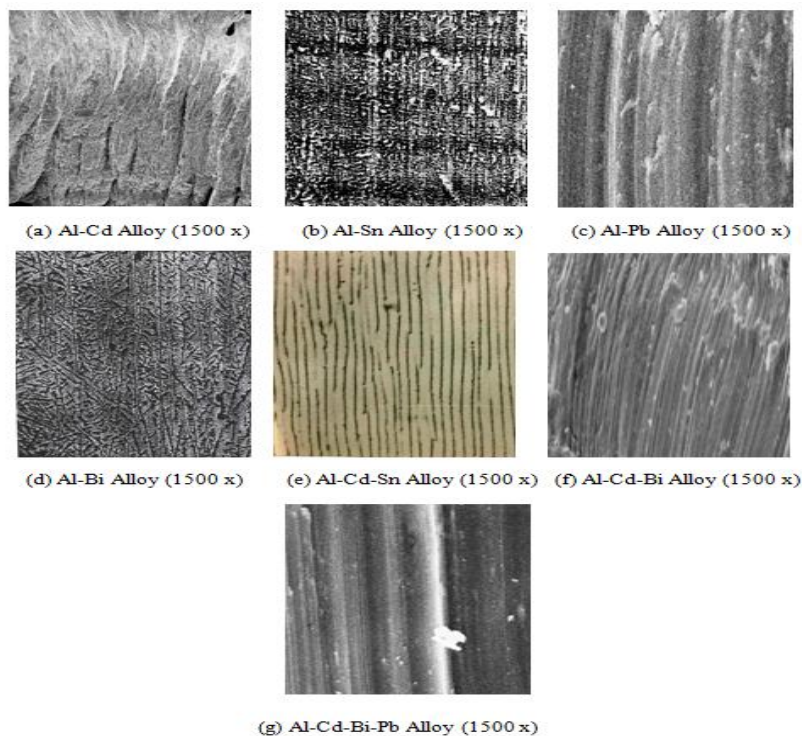 (a) Al-Cd Alloy (1500 x)
(b) Al-Sn Alloy (1500 x)
(c) Al-Pb Alloy (1500 x)
(d) Al-Bi Alloy (1500 x)
(e) Al-Cd-Sn Alloy (1500 x)
(f) Al-Cd-Bi Alloy (1500 x)
(g) Al-Cd-Bi-Pb Alloy (1500 x)